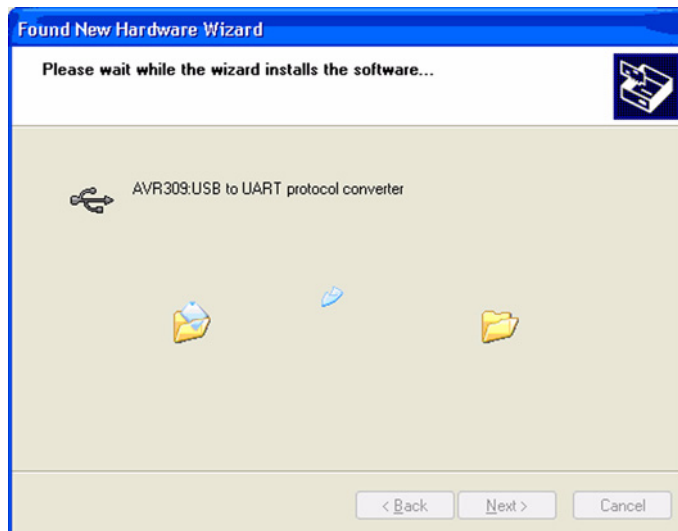 Found New Hardware Wizard
Please wait while the wizard installs the software...
AVR309:USB to UART protocol converter
< Back
Next >
Cancel